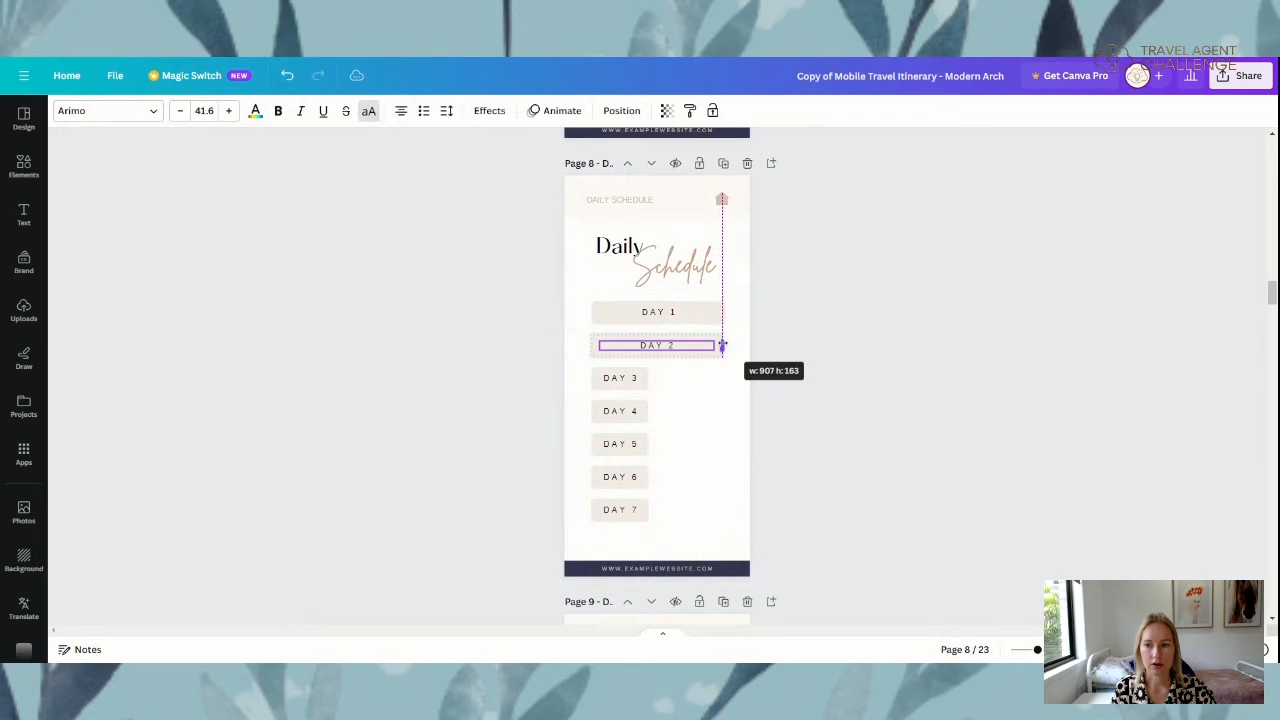 TRAVEL AGENT
CHALLENGE
Home File Magic Switch NEW Copy of Mobile Travel Itinerary - Modern Arch Get Canva Pro Share
Arimo 41.6 B I U S aA Effects Animate Position
Design
Elements
Text
Brand
Uploads
Draw
Projects
Apps
Photos
Background
Translate
WWW.EXAMPLEWEBSITE.COM
Page 8 - D..
DAILY SCHEDULE
Daily
Schedule
DAY 1
DAY 2
w: 907 h: 163
DAY 3
DAY 4
DAY 5
DAY 6
DAY 7
WWW.EXAMPLEWEBSITE.COM
Page 9 - D..
Notes Page 8 / 23